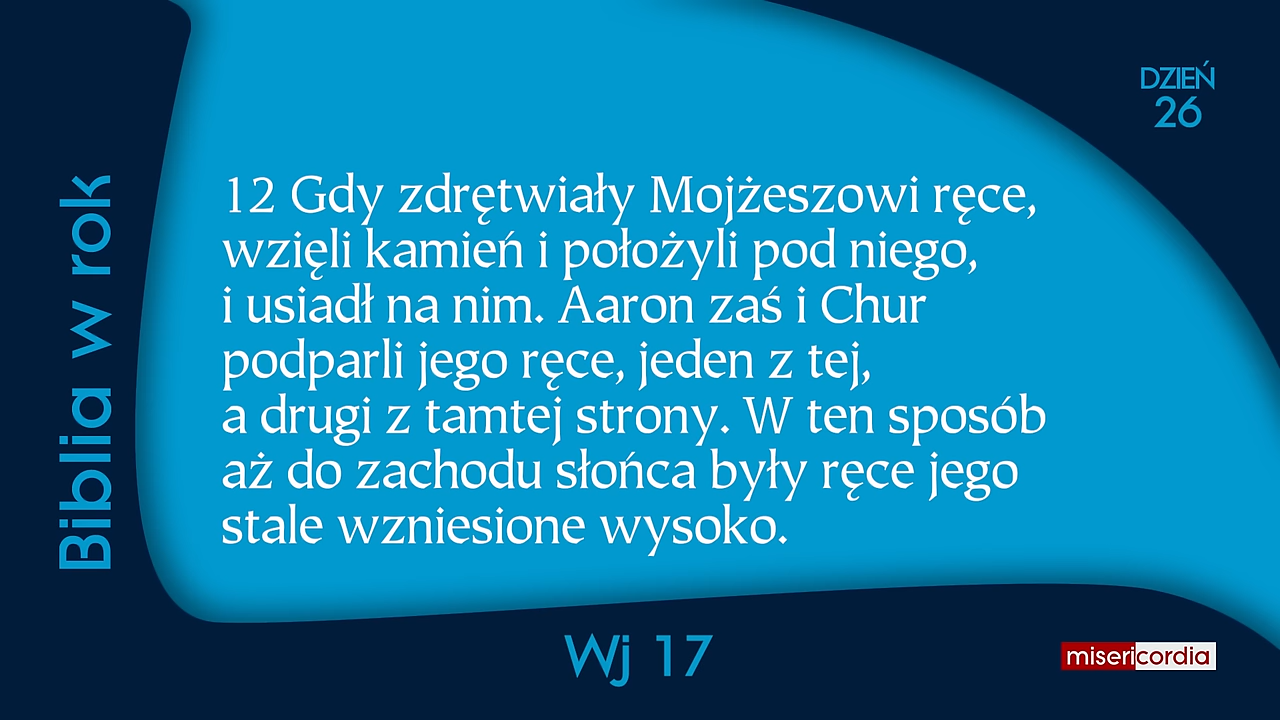 DZIEŃ
26
Biblia w rok
12 Gdy zdrętwiały Mojżeszowi ręce,
wzięli kamień i położyli pod niego,
i usiadł na nim. Aaron zaś i Chur
podparli jego ręce, jeden z tej,
a drugi z tamtej strony. W ten sposób
aż do zachodu słońca były ręce jego
stale wzniesione wysoko.
Wj 17
misericordia